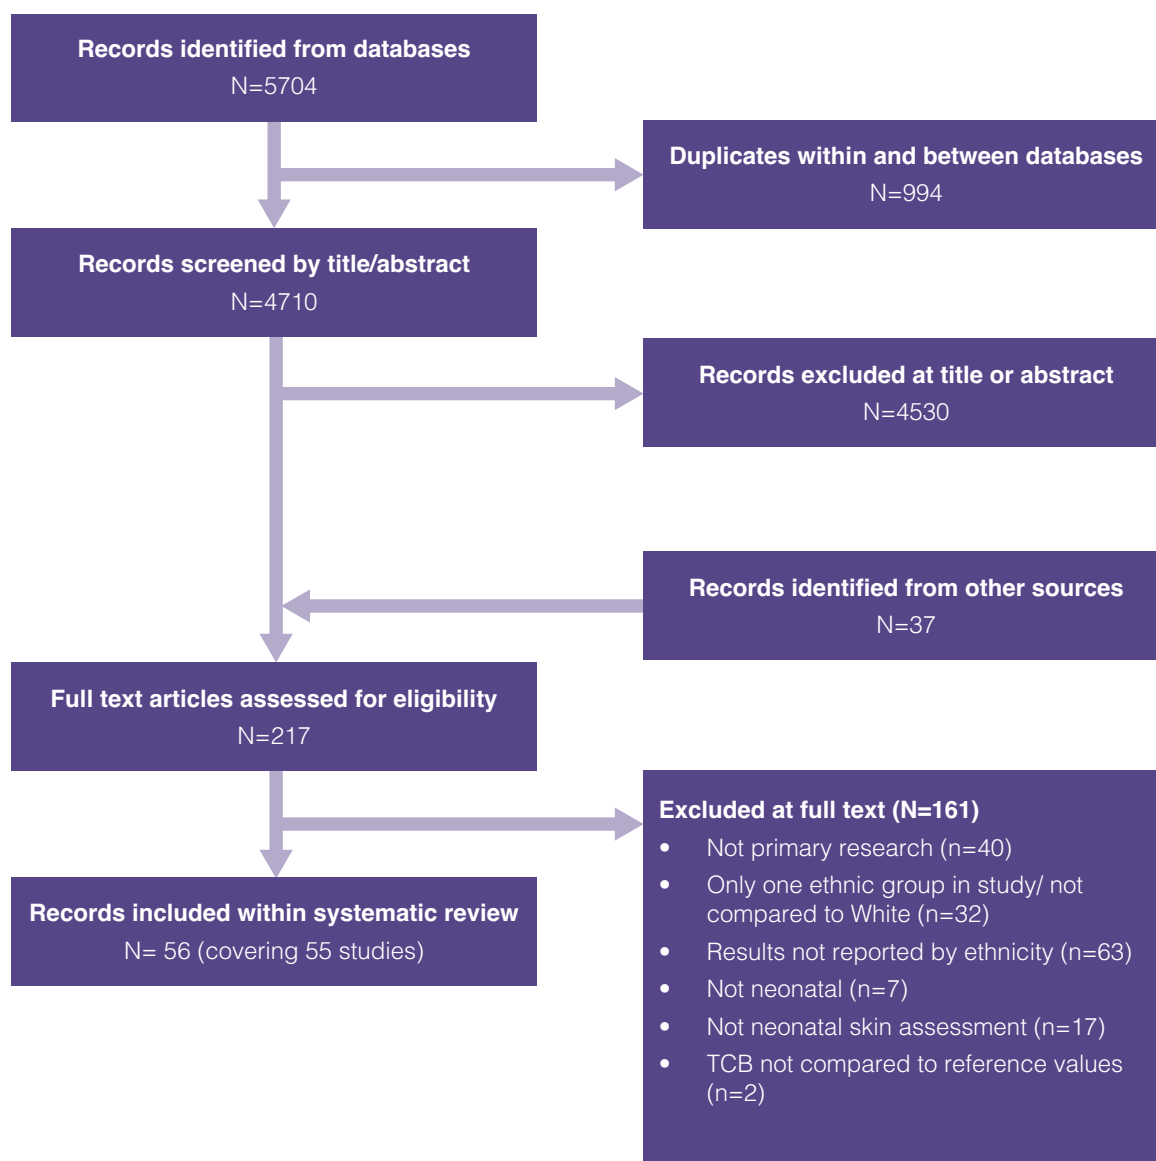 Records identified from databases
N=5704
Duplicates within and between databases
N=994
Records screened by title/abstract
N=4710
Records excluded at title or abstract
N=4530
Records identified from other sources
N=37
Full text articles assessed for eligibility
N=217
Excluded at full text (N=161)
• Not primary research (n=40)
• Only one ethnic group in study/ not
compared to White (n=32)
• Results not reported by ethnicity (n=63)
• Not neonatal (n=7)
• Not neonatal skin assessment (n=17)
• TCB not compared to reference values
(n=2)
Records included within systematic review
N= 56 (covering 55 studies)